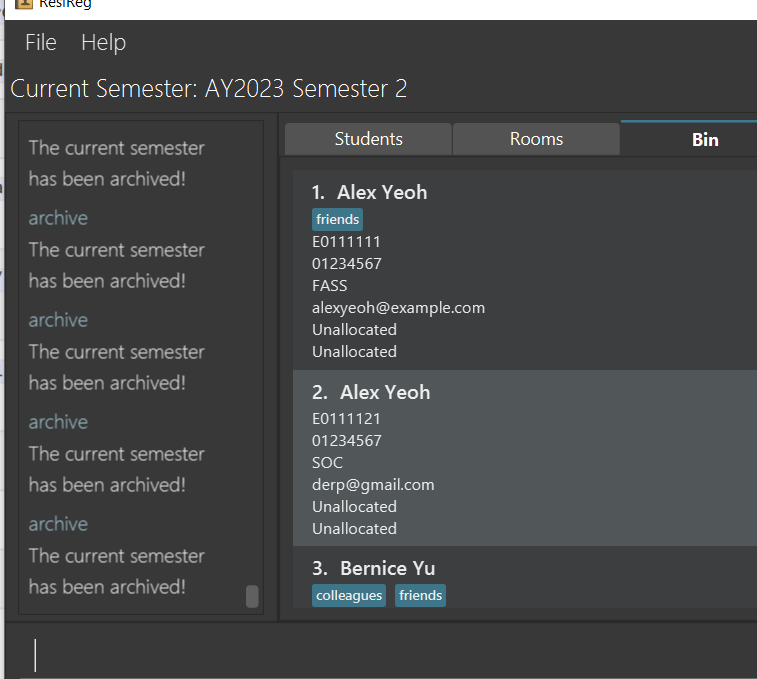 ResiReg
File Help
Current Semester: AY2023 Semester 2
The current semester
has been archived!
archive
The current semester
has been archived!
archive
The current semester
has been archived!
archive
The current semester
has been archived!
archive
The current semester
has been archived!
Students Rooms Bin
1. Alex Yeoh
friends
E0111111
01234567
FASS
alexyeoh@example.com
Unallocated
Unallocated
2. Alex Yeoh
E0111121
01234567
SOC
derp@gmail.com
Unallocated
Unallocated
3. Bernice Yu
colleagues friends